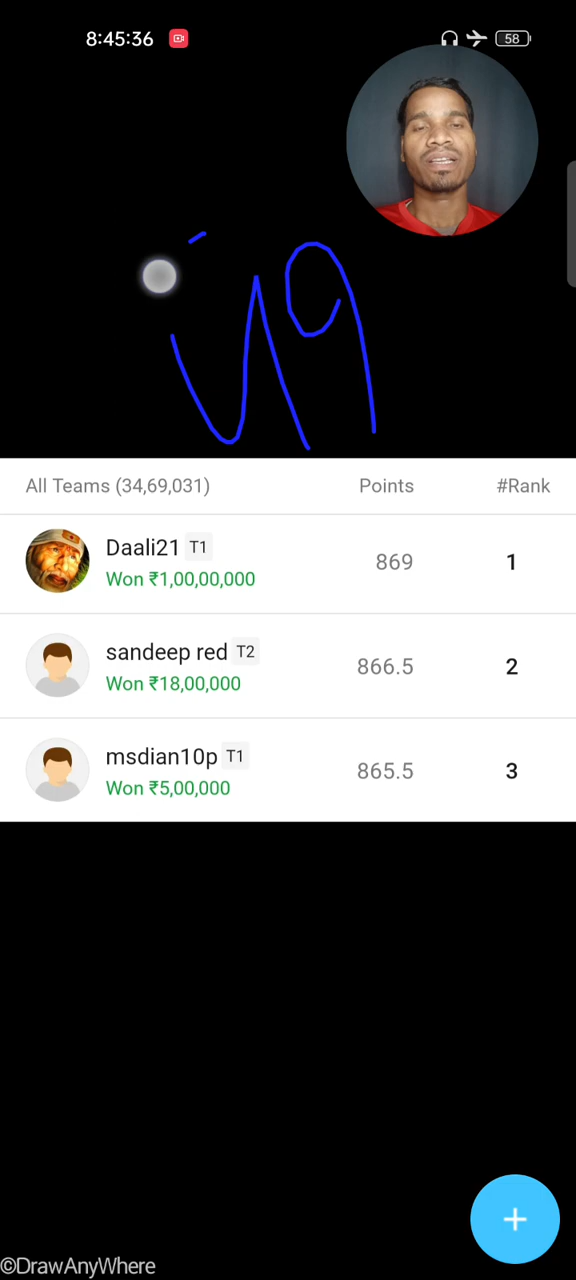 8:45:36 58
49
All Teams (34,69,031) Points #Rank
Daali21 T1
Won ₹1,00,00,000
869 1
sandeep red T2
Won ₹18,00,000
866.5 2
msdian10p T1
Won ₹5,00,000
865.5 3
+
©DrawAnyWhere